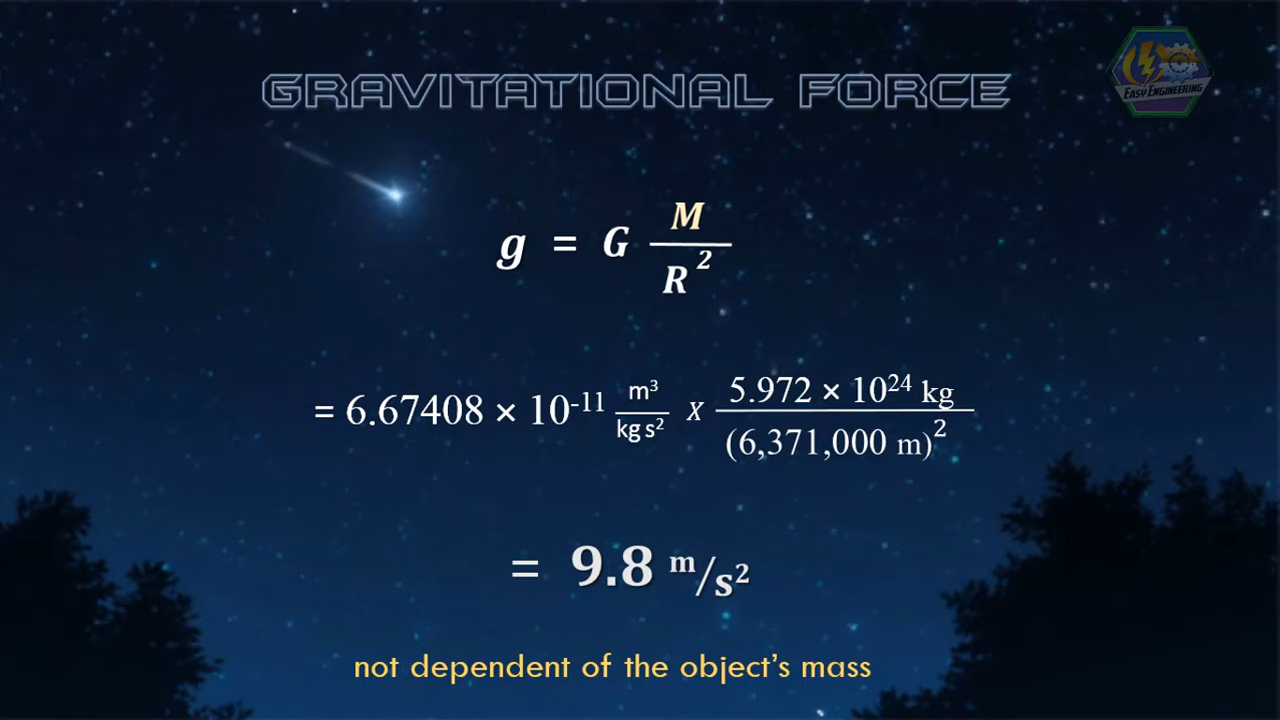 GRAVITATIONAL FORCE
EASY ENGINEERING
g = G M / R²
= 6.67408 × 10⁻¹¹ m³ / kg s² X 5.972 × 10²⁴ kg / (6,371,000 m)²
= 9.8 m/s²
not dependent of the object's mass